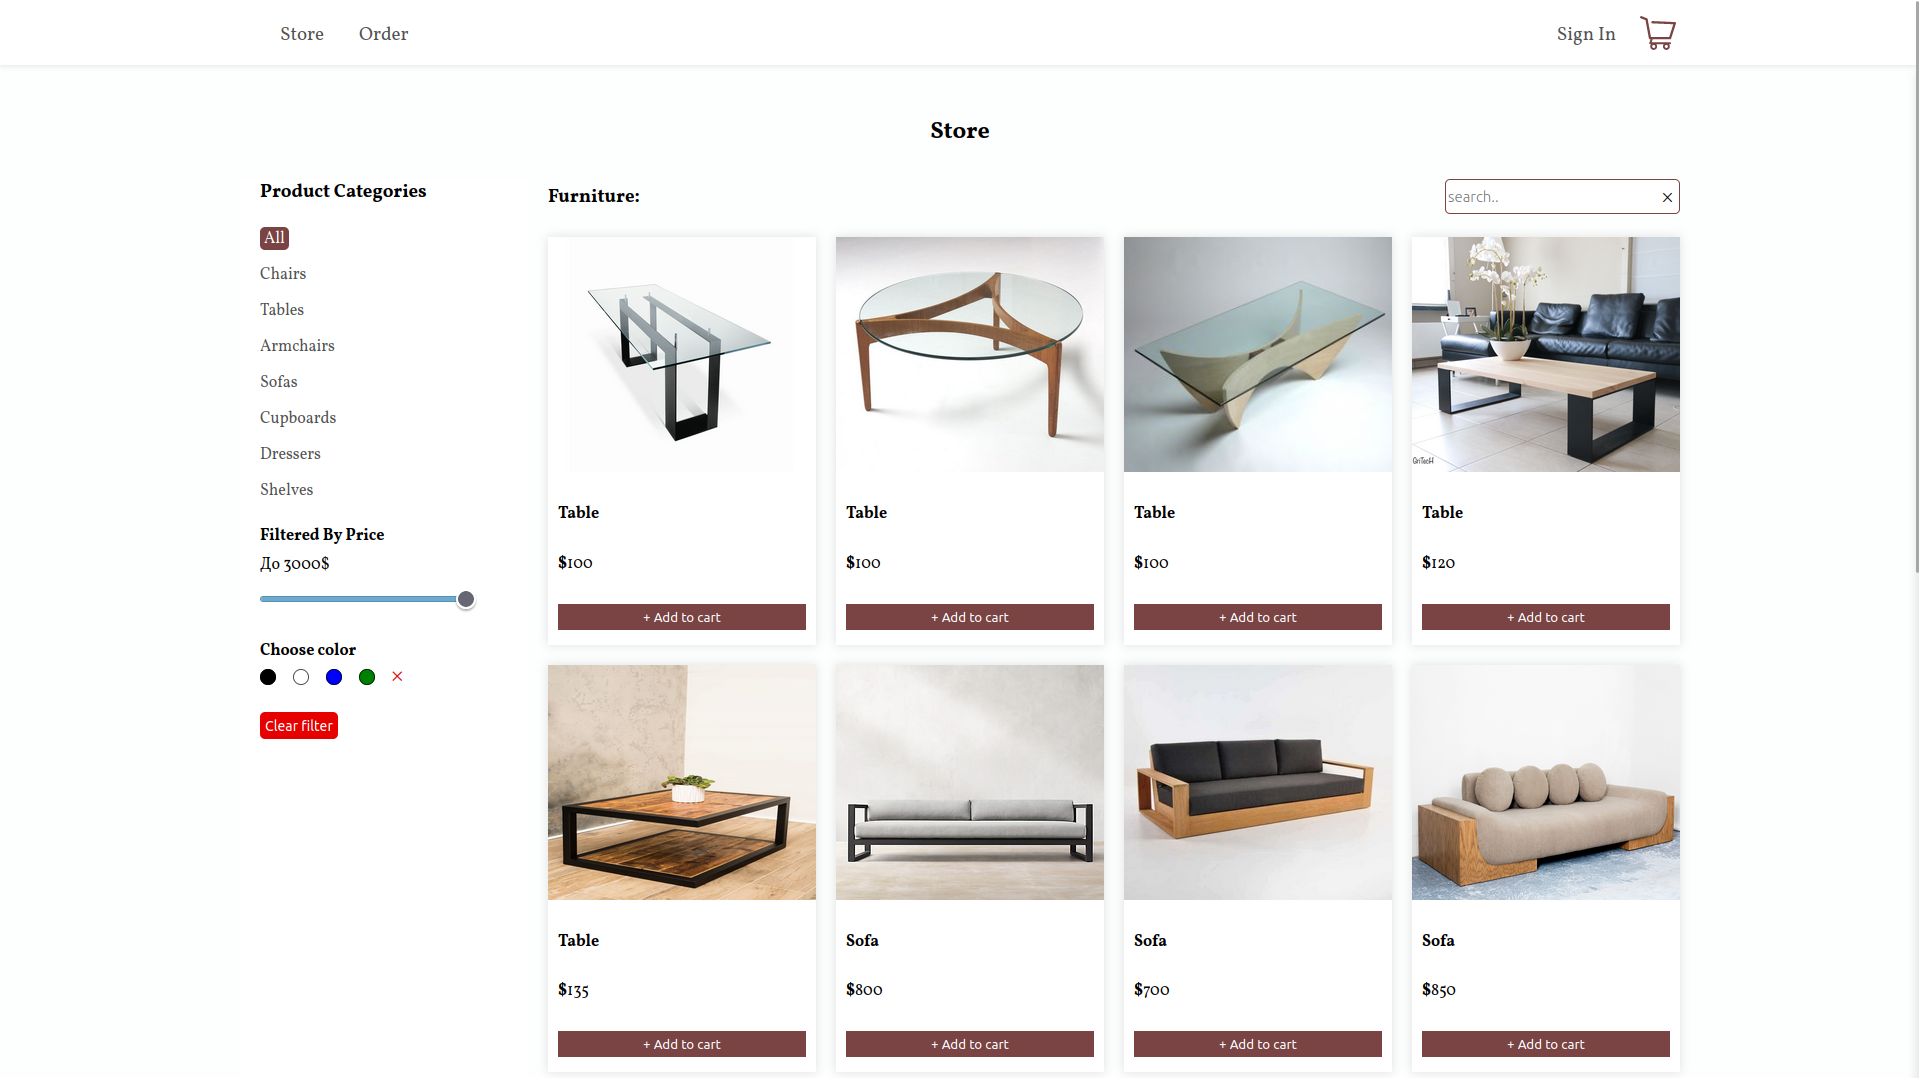 Store Order Sign In
Store
Product Categories
All
Chairs
Tables
Armchairs
Sofas
Cupboards
Dressers
Shelves
Filtered By Price
До 3000$
Choose color
×
Clear filter
Furniture:
search.. ×
GriTecH
Table Table Table Table
$100 $100 $100 $120
+ Add to cart + Add to cart + Add to cart + Add to cart
Table Sofa Sofa Sofa
$135 $800 $700 $850
+ Add to cart + Add to cart + Add to cart + Add to cart